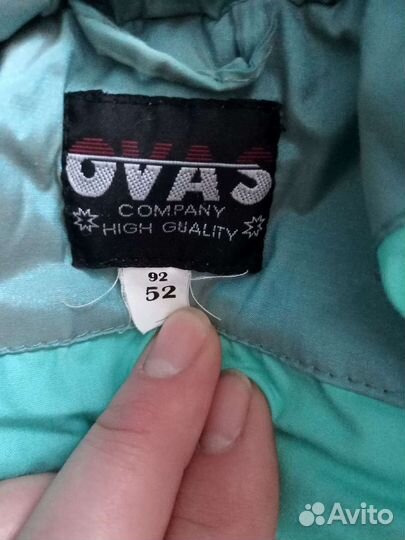 OVAS
COMPANY
HIGH QUALITY
92
52
Avito